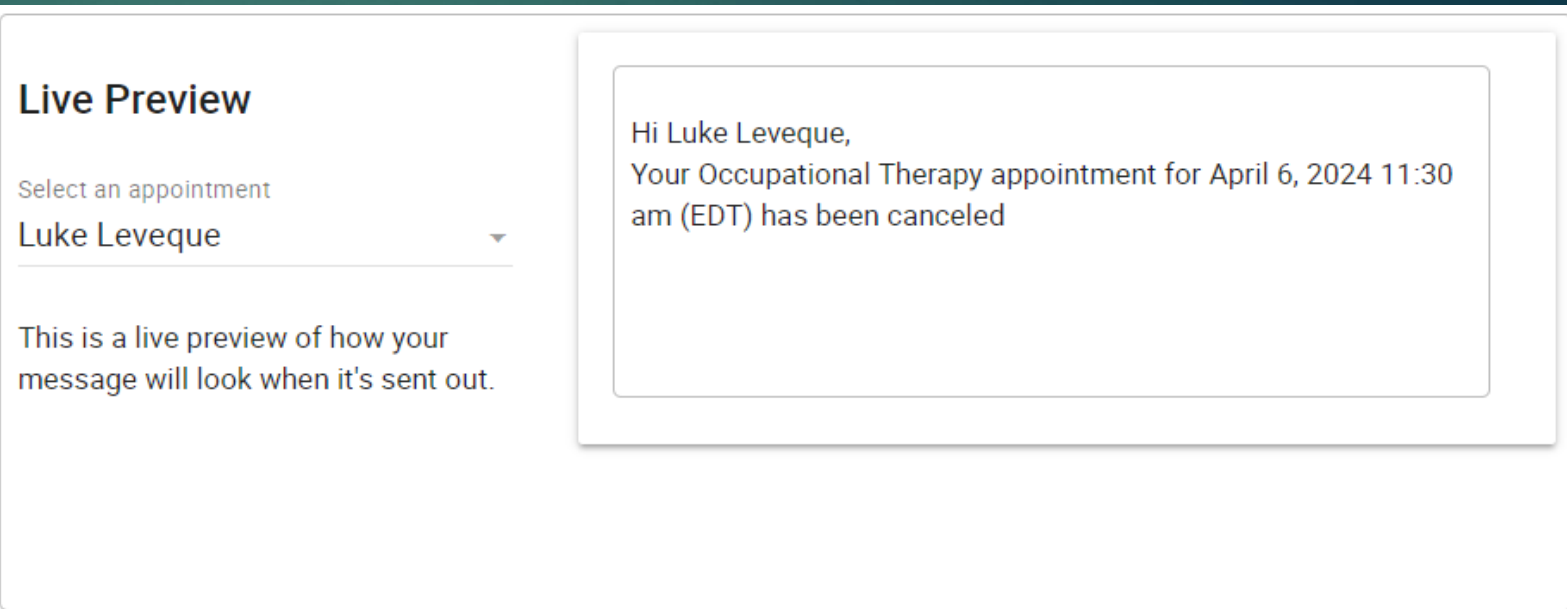 Live Preview
Select an appointment
Luke Leveque
This is a live preview of how your
message will look when it's sent out.
Hi Luke Leveque,
Your Occupational Therapy appointment for April 6, 2024 11:30
am (EDT) has been canceled